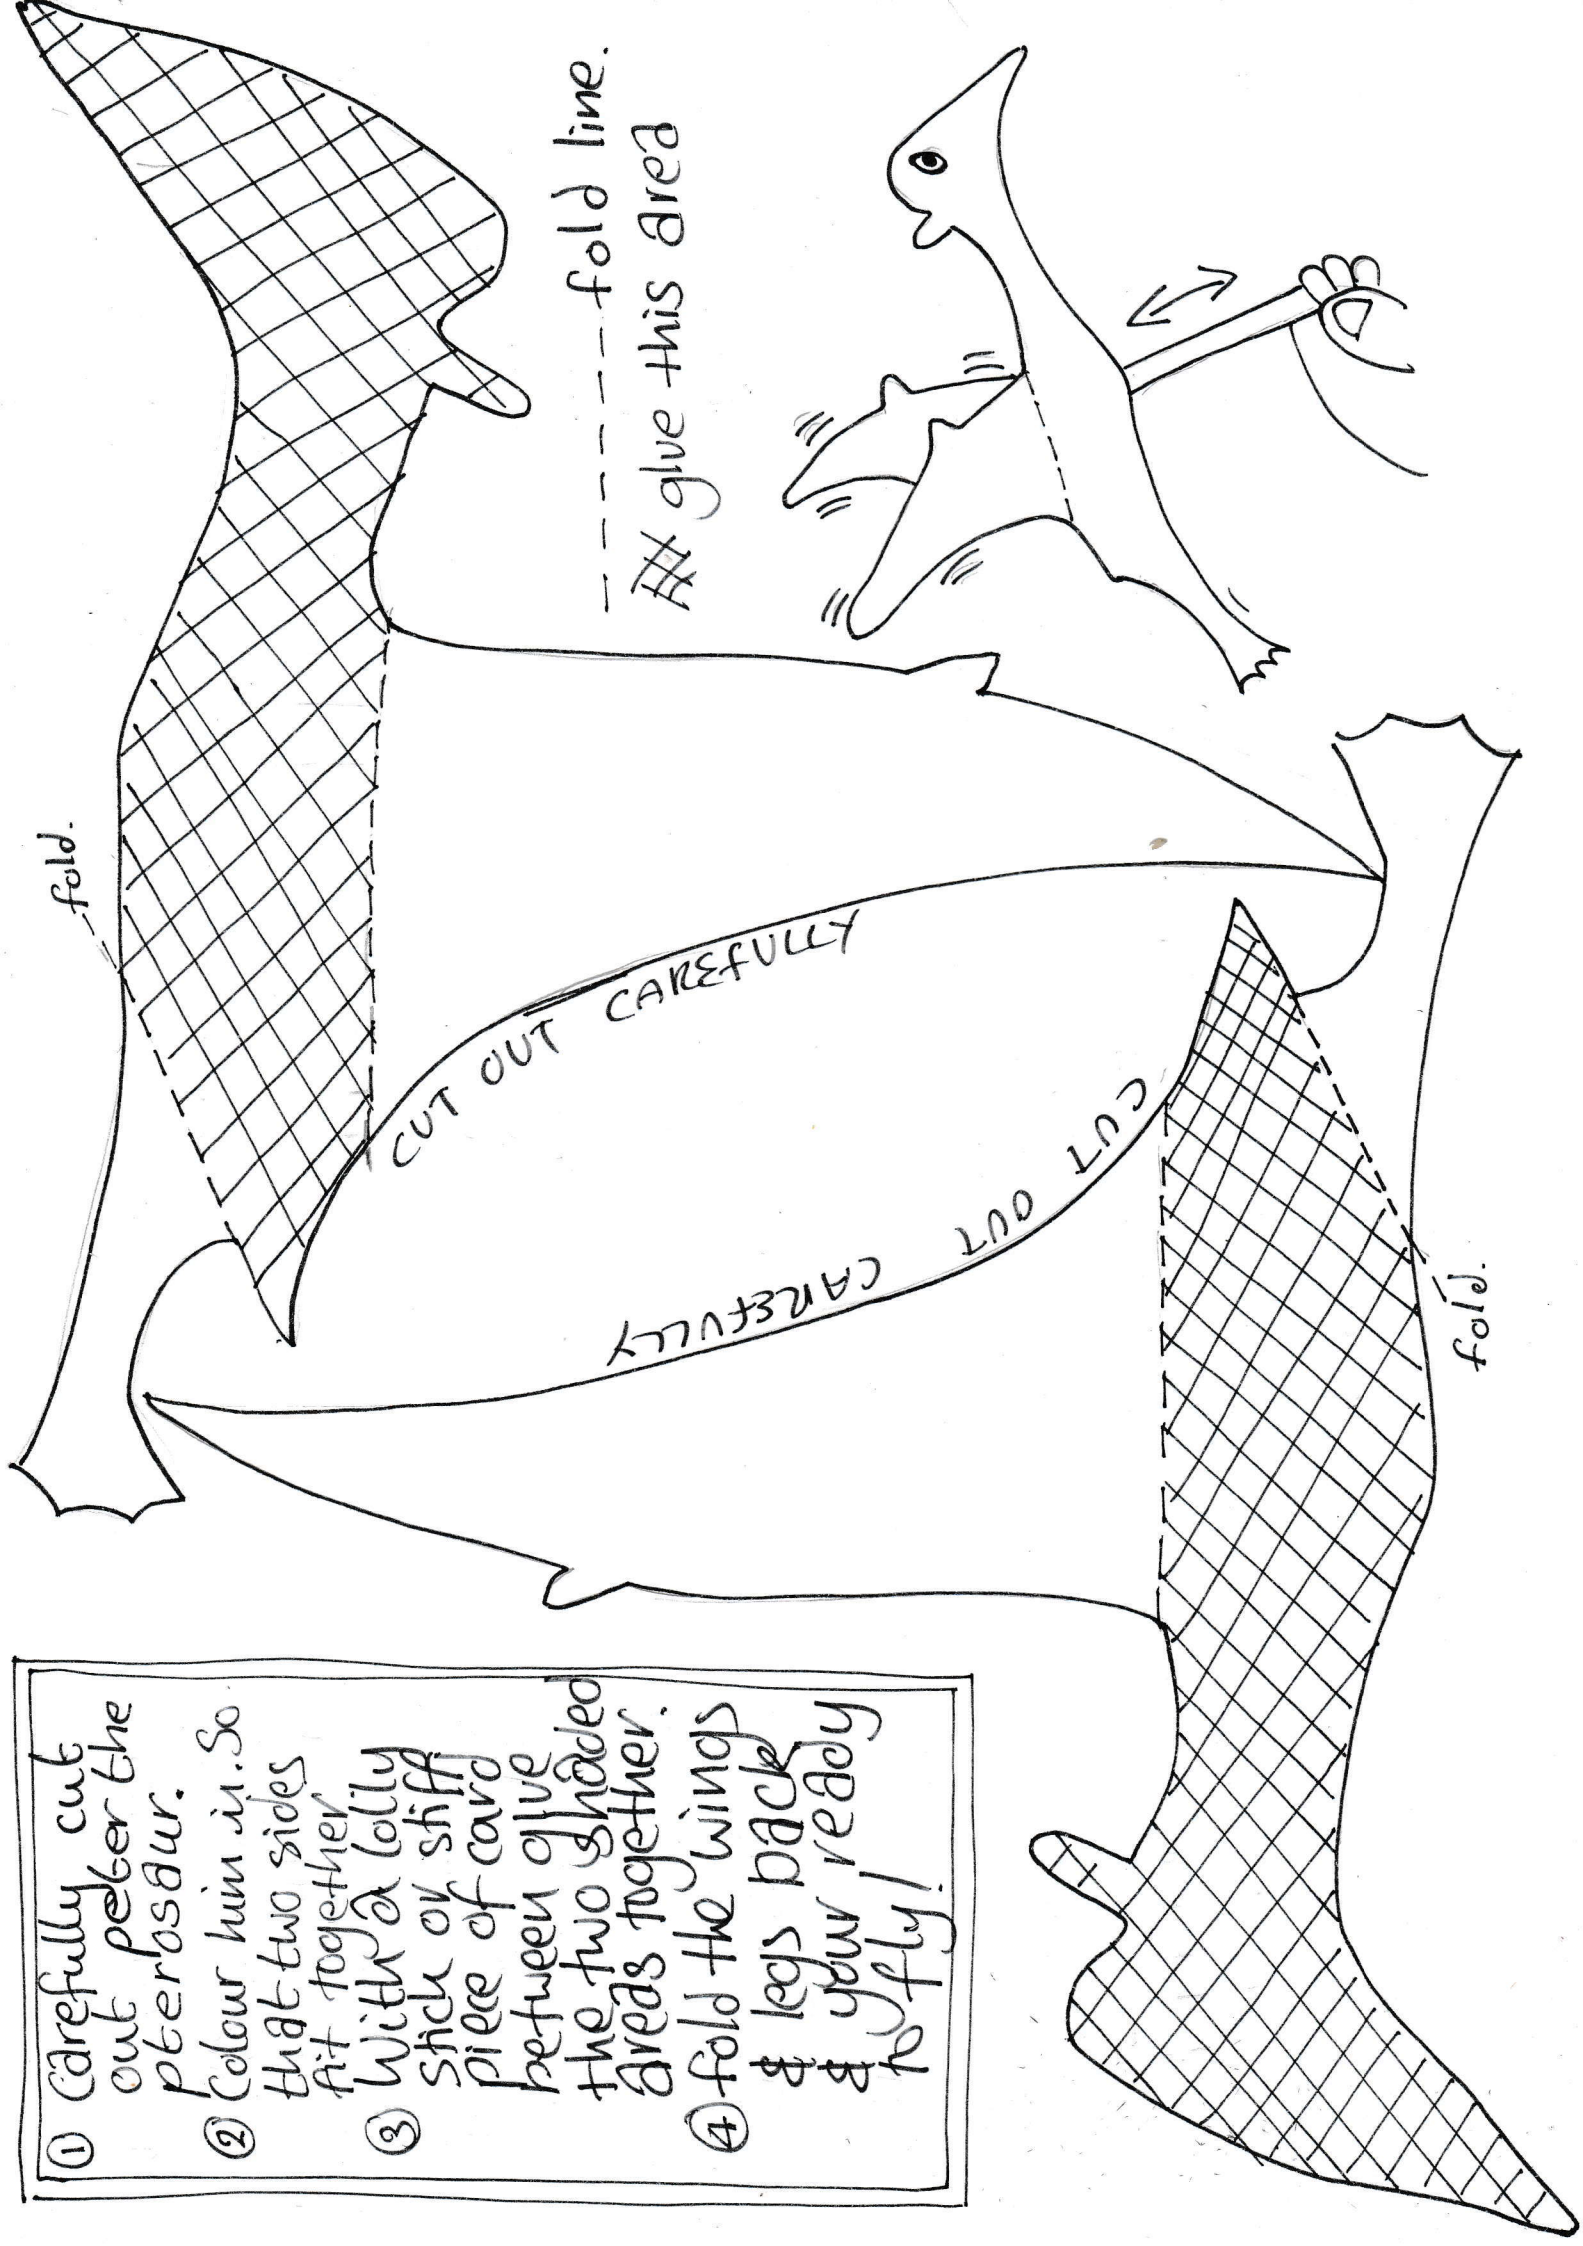 ① Carefully cut
out peter the
pterosaur.
② Colour him in. So
that two sides
fit together
③ With a lolly
stick or stiff
piece of card
between glue
the two shaded
areas together.
④ fold the wings
& legs back
& your ready
to fly!
------- fold line.
# glue this area
--fold.
CUT OUT CAREFULLY
CUT OUT CAREFULLY
fold.